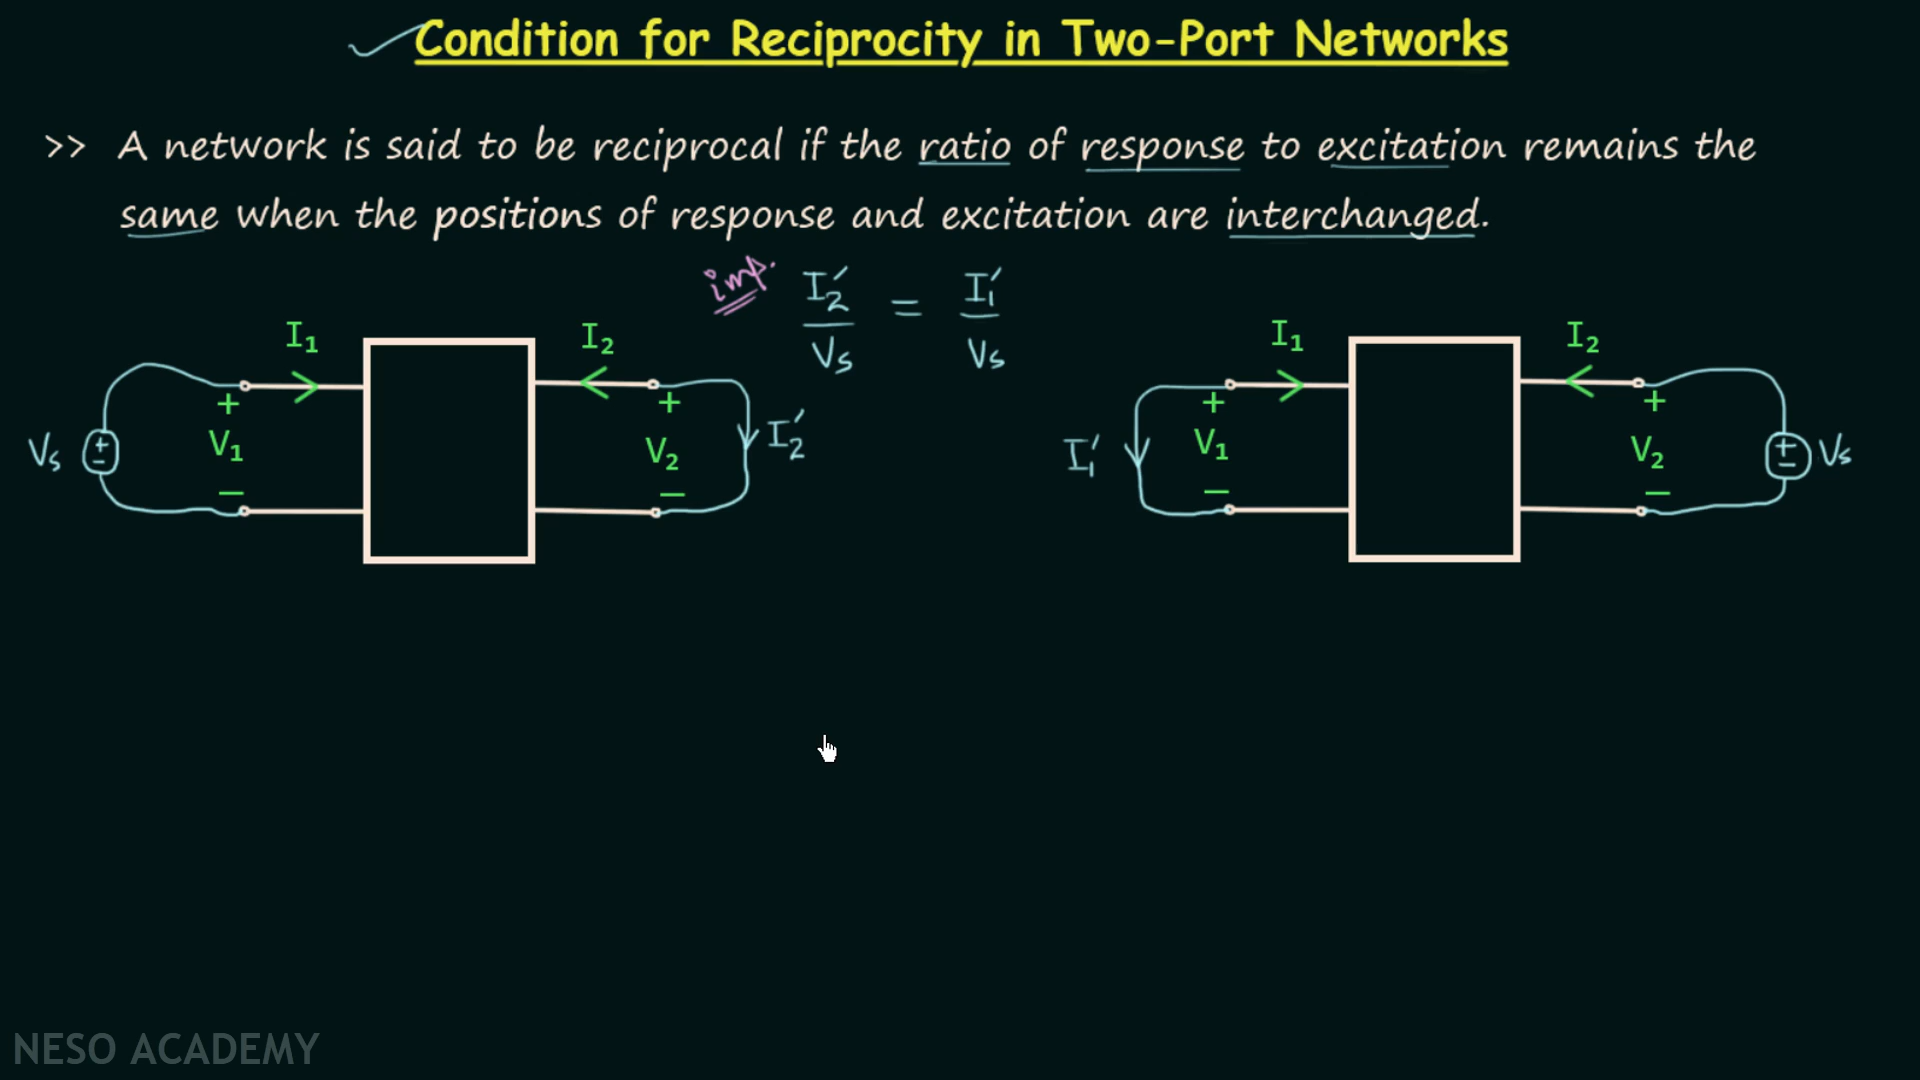 Condition for Reciprocity in Two-Port Networks
>> A network is said to be reciprocal if the ratio of response to excitation remains the
same when the positions of response and excitation are interchanged.
imp. I₂′/Vs = I₁′/Vs
I₁ I₂
Vs + − + V₁ − + V₂ − I₂′
I₁ I₂
I₁′ + V₁ − + V₂ − + − Vs
NESO ACADEMY